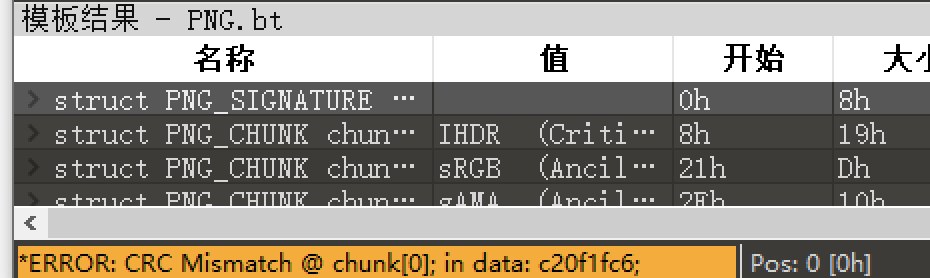 模板结果 - PNG.bt
名称 值 开始 大小
struct PNG_SIGNATURE ··· 0h 8h
struct PNG_CHUNK chun··· IHDR (Criti··· 8h 19h
struct PNG_CHUNK chun··· sRGB (Ancil··· 21h Dh
struct PNG_CHUNK chun··· gAMA (Ancil··· 2Eh 10h
*ERROR: CRC Mismatch @ chunk[0]; in data: c20f1fc6; Pos: 0 [0h]